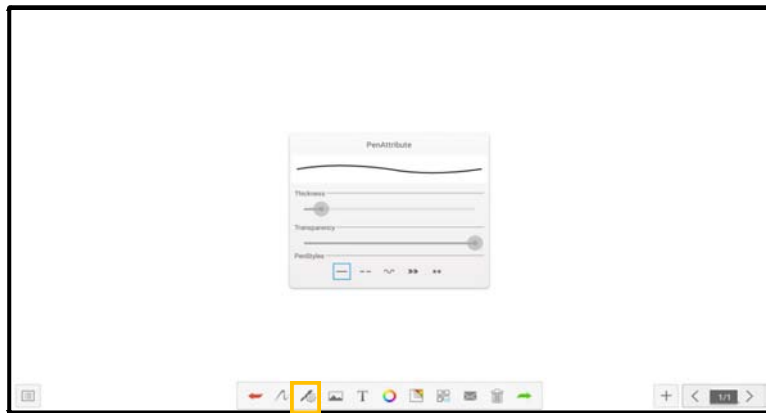 PenAttribute
Thickness
Transparency
PenStyles
T
1/1